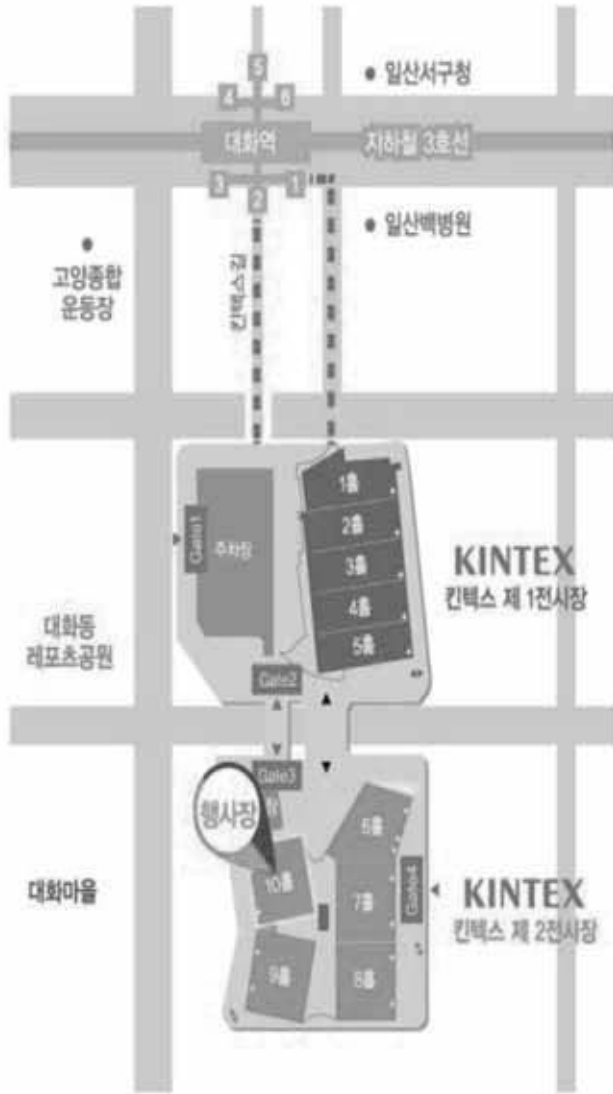 5
4
6
일산서구청
대화역
지하철 3호선
3
2
1
일산백병원
고양종합
운동장
킨텍스길
1홀
2홀
3홀
4홀
5홀
Gate1
주차장
KINTEX
킨텍스 제 1전시장
대화동
레포츠공원
Gate2
Gate3
행사장
6홀
10홀
7홀
Gate4
대화마을
KINTEX
킨텍스 제 2전시장
9홀
8홀